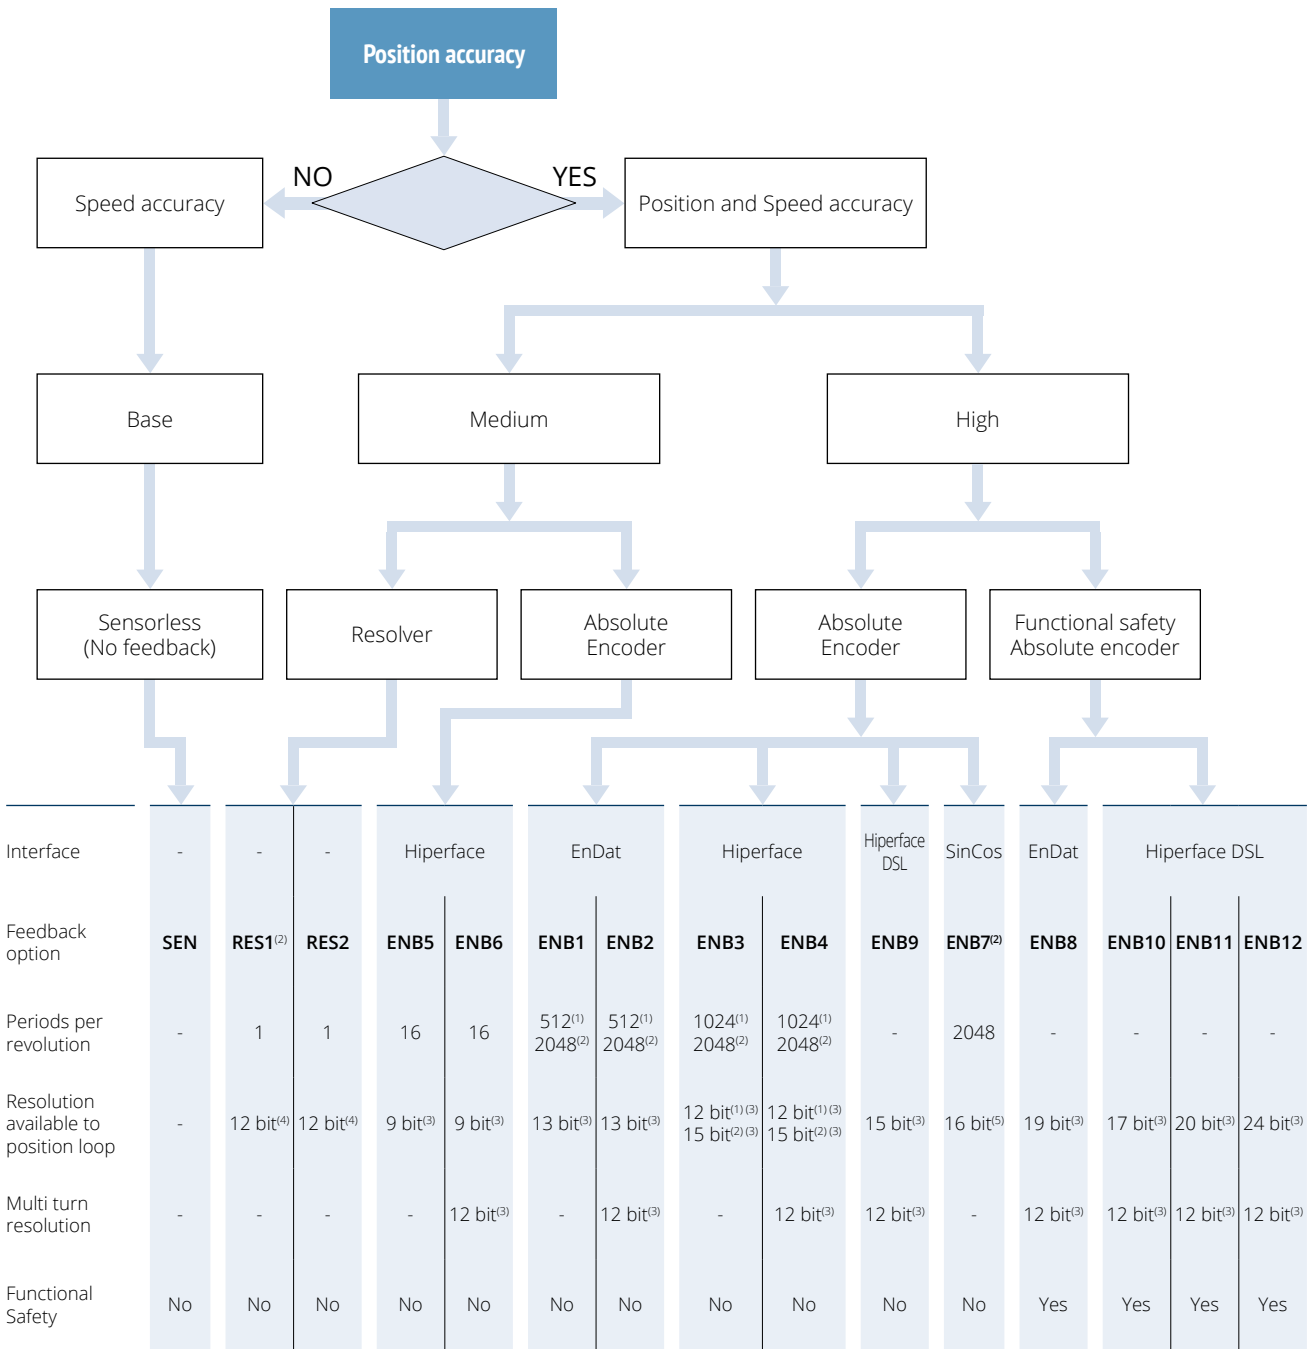 Position accuracy
NO
YES
Speed accuracy
Position and Speed accuracy
Base
Medium
High
Sensorless
(No feedback)
Resolver
Absolute
Encoder
Absolute
Encoder
Functional safety
Absolute encoder
Interface - - - Hiperface EnDat Hiperface Hiperface DSL SinCos EnDat Hiperface DSL
Feedback
option
SEN RES1(2) RES2 ENB5 ENB6 ENB1 ENB2 ENB3 ENB4 ENB9 ENB7(2) ENB8 ENB10 ENB11 ENB12
Periods per
revolution
- 1 1 16 16 512(1) 512(1) 1024(1) 1024(1) - 2048 - - - -
2048(2) 2048(2) 2048(2) 2048(2)
Resolution
available to
position loop
- 12 bit(4) 12 bit(4) 9 bit(3) 9 bit(3) 13 bit(3) 13 bit(3) 12 bit(1) (3) 12 bit(1) (3) 15 bit(3) 16 bit(5) 19 bit(3) 17 bit(3) 20 bit(3) 24 bit(3)
15 bit(2) (3) 15 bit(2) (3)
Multi turn
resolution
- - - - 12 bit(3) - 12 bit(3) - 12 bit(3) 12 bit(3) - 12 bit(3) 12 bit(3) 12 bit(3) 12 bit(3)
Functional
Safety
No No No No No No No No No No No Yes Yes Yes Yes